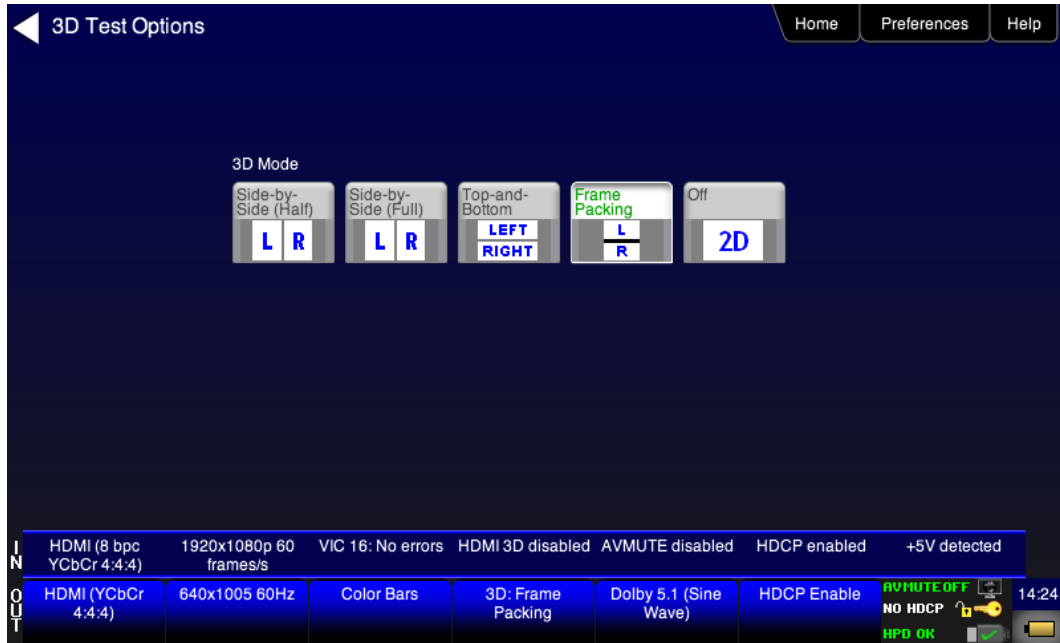 3D Test Options
Home
Preferences
Help
3D Mode
Side-by-
Side (Half)
L R
Side-by-
Side (Full)
L R
Top-and-
Bottom
LEFT
RIGHT
Frame
Packing
L
R
Off
2D
IN
HDMI (8 bpc
YCbCr 4:4:4)
1920x1080p 60
frames/s
VIC 16: No errors
HDMI 3D disabled
AVMUTE disabled
HDCP enabled
+5V detected
OUT
HDMI (YCbCr
4:4:4)
640x1005 60Hz
Color Bars
3D: Frame
Packing
Dolby 5.1 (Sine
Wave)
HDCP Enable
AVMUTEOFF
NO HDCP
HPD OK
14:24